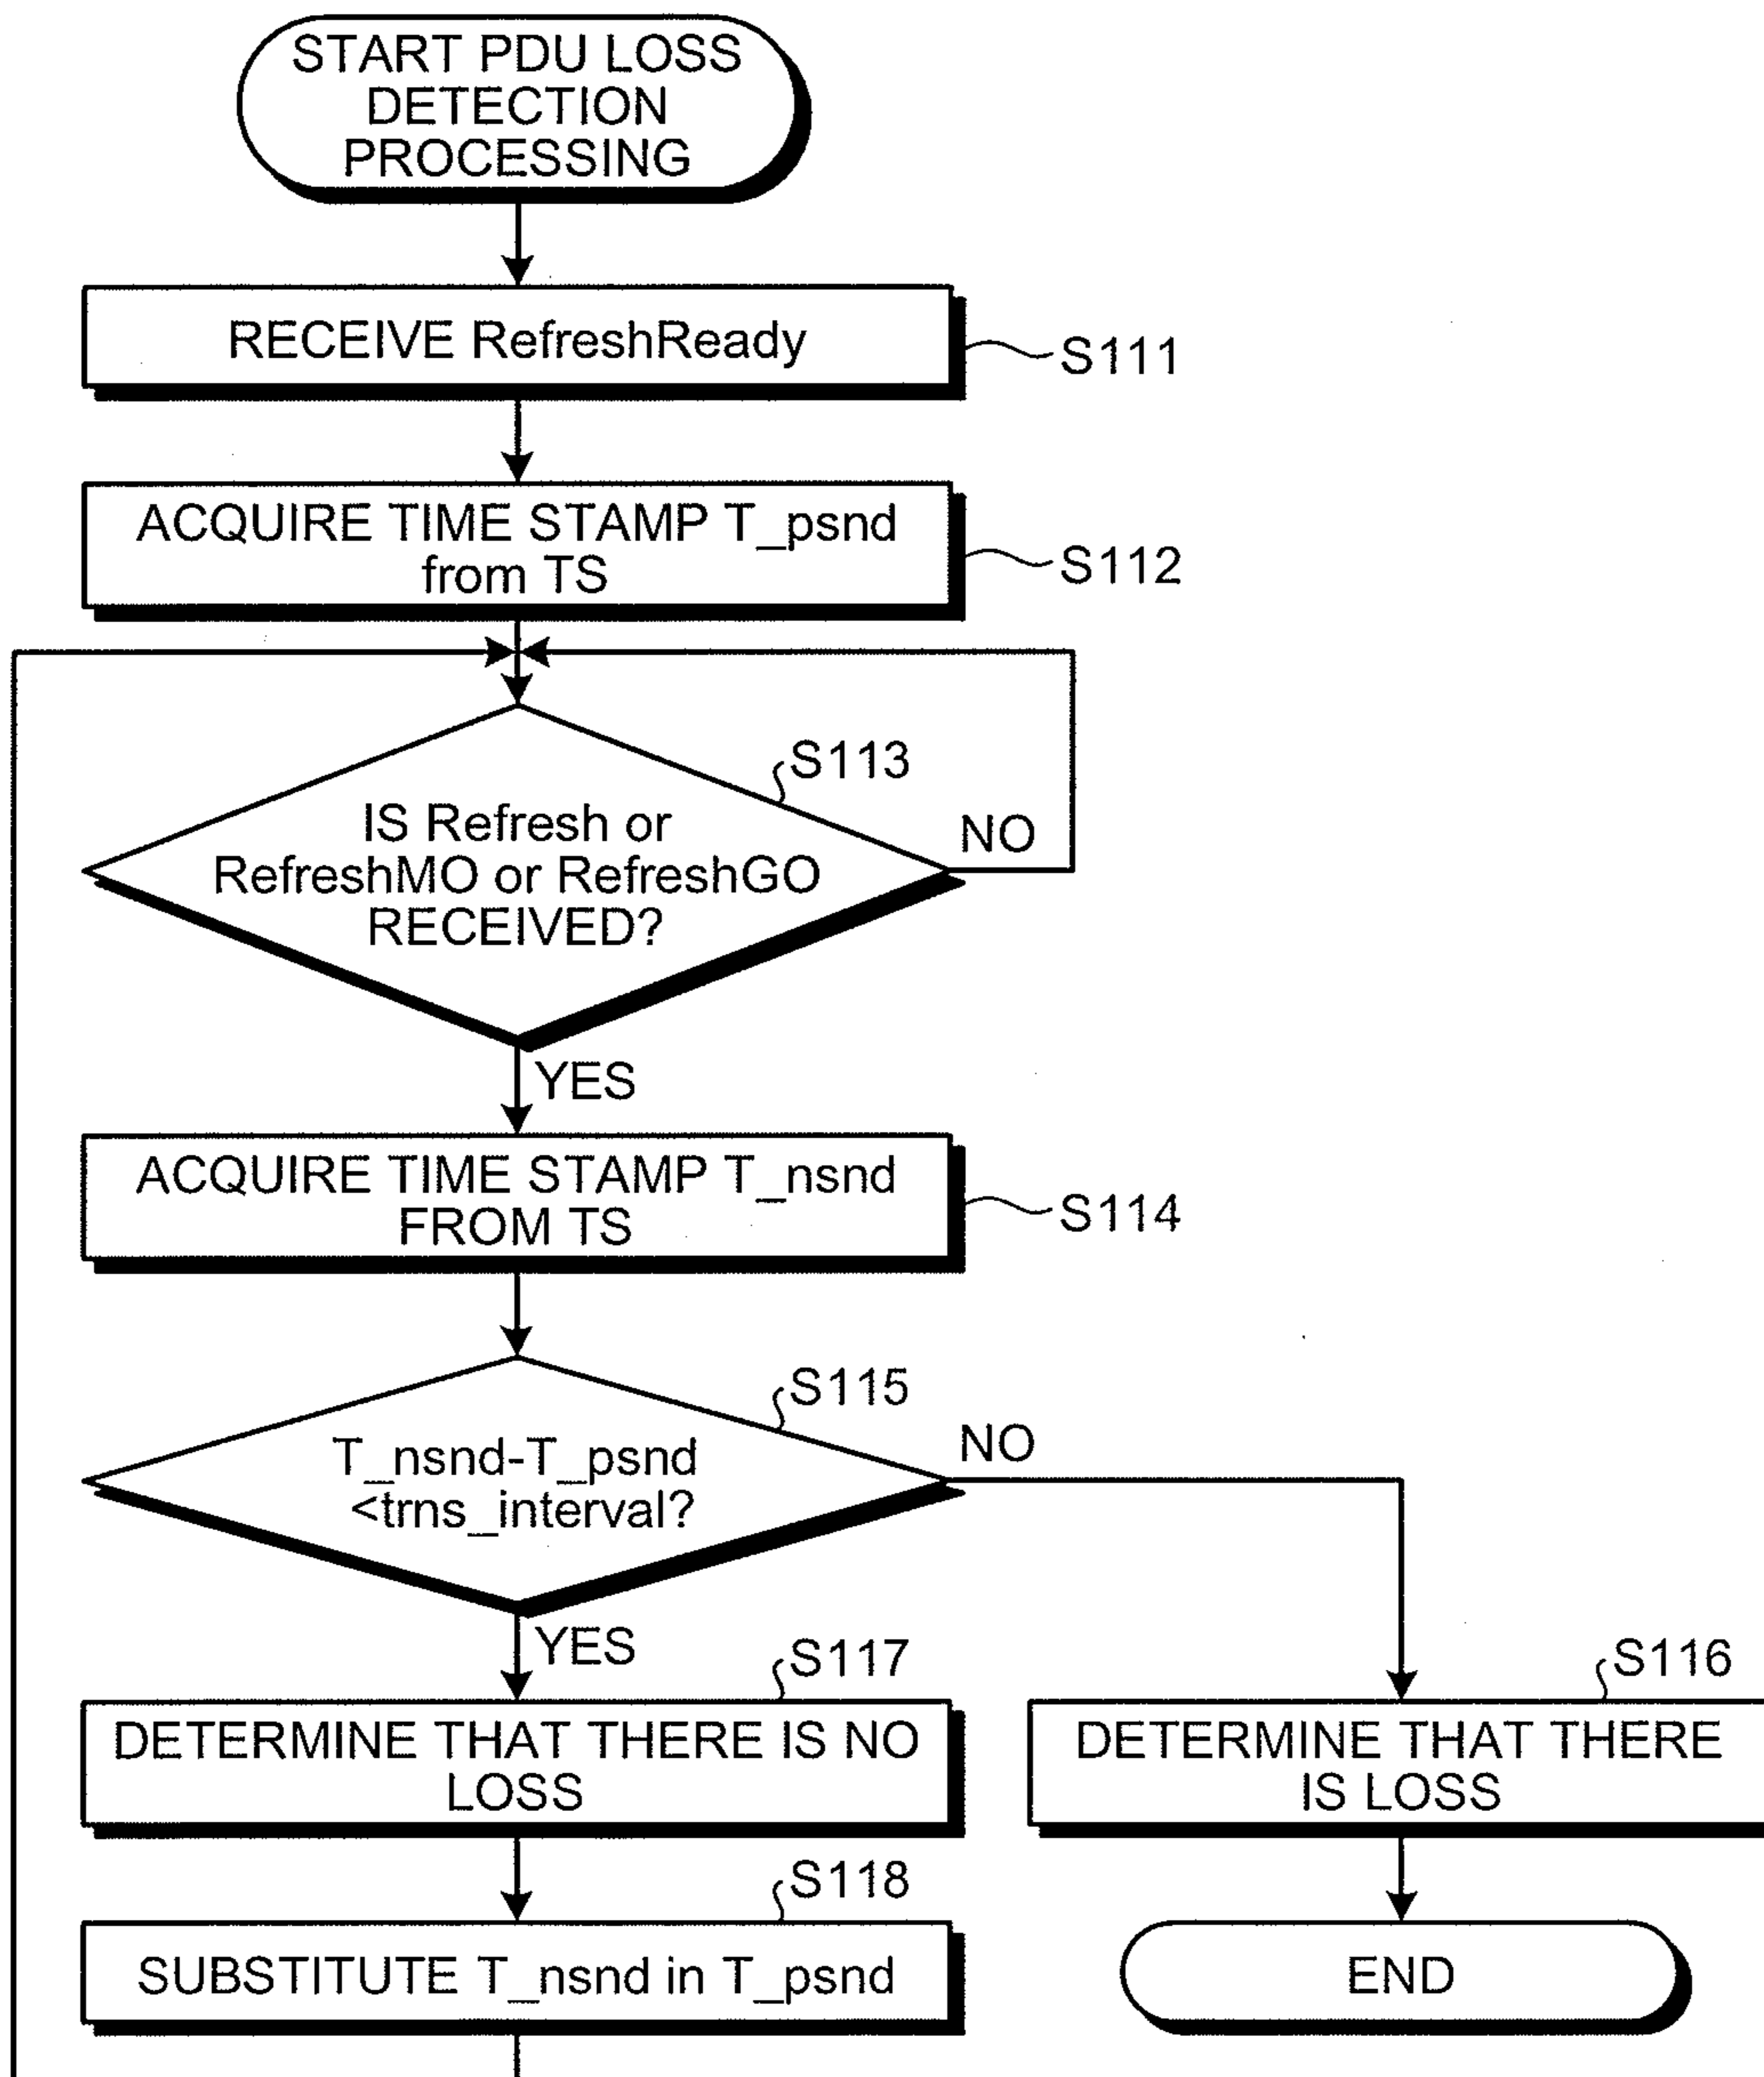 START PDU LOSS
DETECTION
PROCESSING
RECEIVE RefreshReady
S111
ACQUIRE TIME STAMP T_psnd
from TS
S112
S113
IS Refresh or
RefreshMO or RefreshGO
RECEIVED?
NO
YES
ACQUIRE TIME STAMP T_nsnd
FROM TS
S114
S115
T_nsnd-T_psnd
<trns_interval?
NO
YES
S117
DETERMINE THAT THERE IS NO
LOSS
S116
DETERMINE THAT THERE
IS LOSS
S118
SUBSTITUTE T_nsnd in T_psnd
END